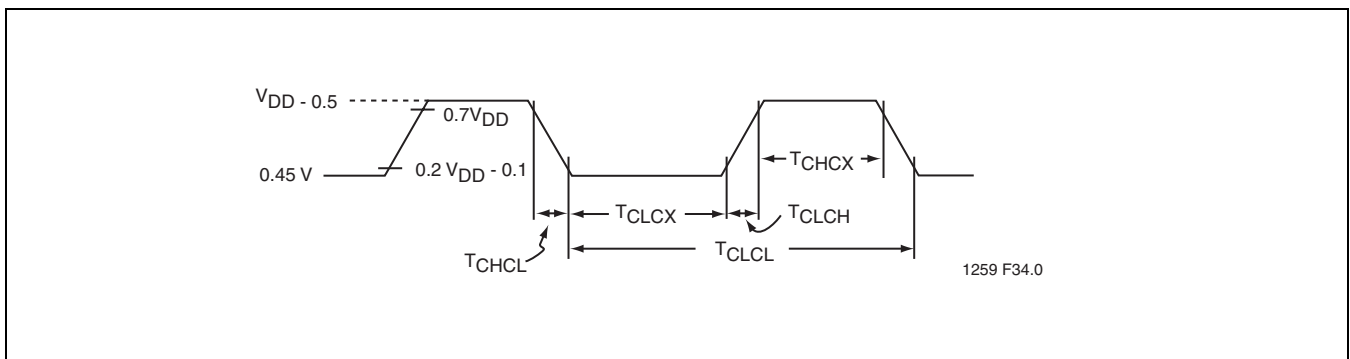 VDD - 0.5
0.7VDD
0.45 V
0.2 VDD - 0.1
TCHCX
TCLCX
TCLCH
TCHCL
TCLCL
1259 F34.0